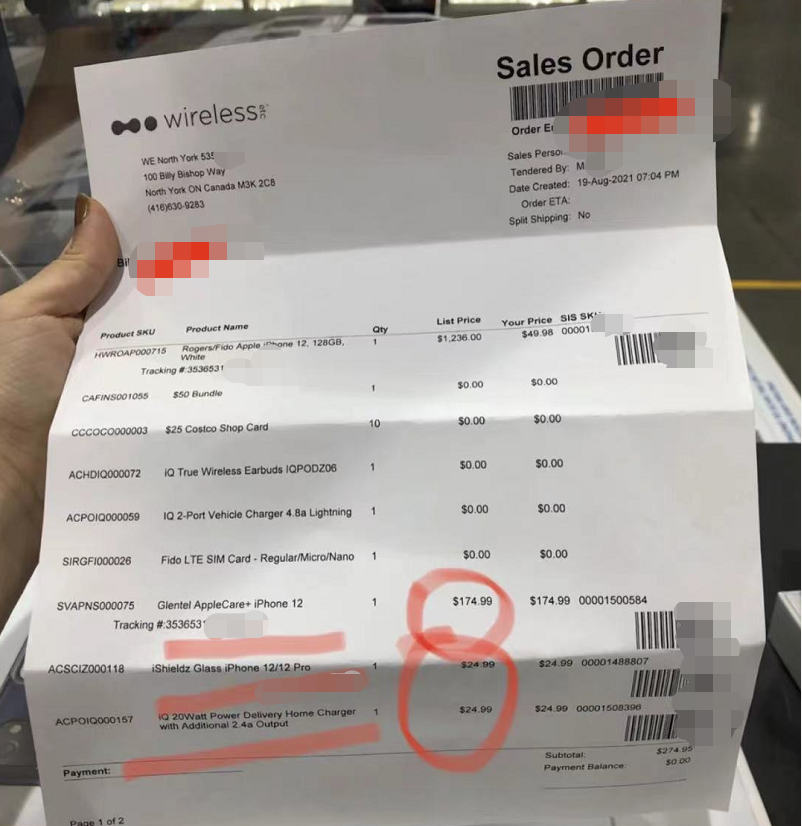 Sales Order
wireless etc
WE North York 535
100 Billy Bishop Way
North York ON Canada M3K 2C8
(416)630-9283
Order
Sales Perso
Tendered By: M
Date Created: 19-Aug-2021 07:04 PM
Order ETA:
Split Shipping: No
Bil
Product SKU Product Name Qty List Price Your Price SIS SK
HWROAP000715 Rogers/Fido Apple iPhone 12, 128GB, 1 $1,236.00 $49.98 00001
White
Tracking #:3536531
CAFINS001055 $50 Bundle 1 $0.00 $0.00
CCCOCO000003 $25 Costco Shop Card 10 $0.00 $0.00
ACHDIQ000072 iQ True Wireless Earbuds IQPODZ06 1 $0.00 $0.00
ACPOIQ000059 IQ 2-Port Vehicle Charger 4.8a Lightning 1 $0.00 $0.00
SIRGFI000026 Fido LTE SIM Card - Regular/Micro/Nano 1 $0.00 $0.00
SVAPNS000075 Glentel AppleCare+ iPhone 12 1 $174.99 $174.99 00001500584
Tracking #:353653
ACSCIZ000118 iShieldz Glass iPhone 12/12 Pro 1 $24.99 $24.99 00001488807
ACPOIQ000157 iQ 20Watt Power Delivery Home Charger 1 $24.99 $24.99 00001508396
with Additional 2.4a Output
Subtotal: $274.95
Payment Balance: $0.00
Payment:
Page 1 of 2